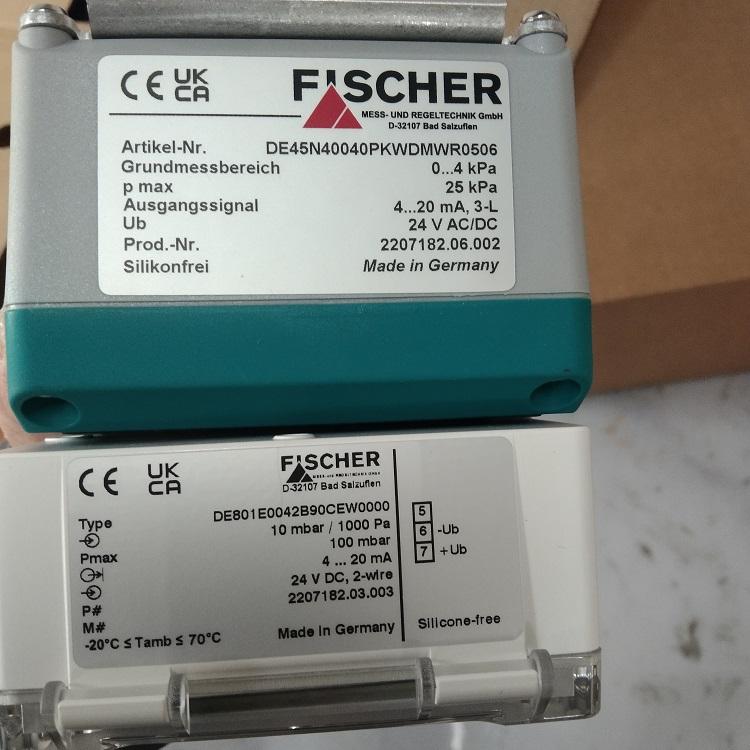 CE UK CA
FISCHER
MESS- UND REGELTECHNIK GmbH
D-32107 Bad Salzuflen
Artikel-Nr. DE45N40040PKWDMWR0506
Grundmessbereich 0...4 kPa
p max 25 kPa
Ausgangssignal 4...20 mA, 3-L
Ub 24 V AC/DC
Prod.-Nr. 2207182.06.002
Silikonfrei Made in Germany
CE UK CA
FISCHER
MESS- UND REGELTECHNIK GMBH
D-32107 Bad Salzuflen
Type DE801E0042B90CEW0000
10 mbar / 1000 Pa
Pmax 100 mbar
4 ... 20 mA
24 V DC, 2-wire
P# 2207182.03.003
M#
-20°C ≤ Tamb ≤ 70°C Made in Germany
5
6 -Ub
7 +Ub
Silicone-free